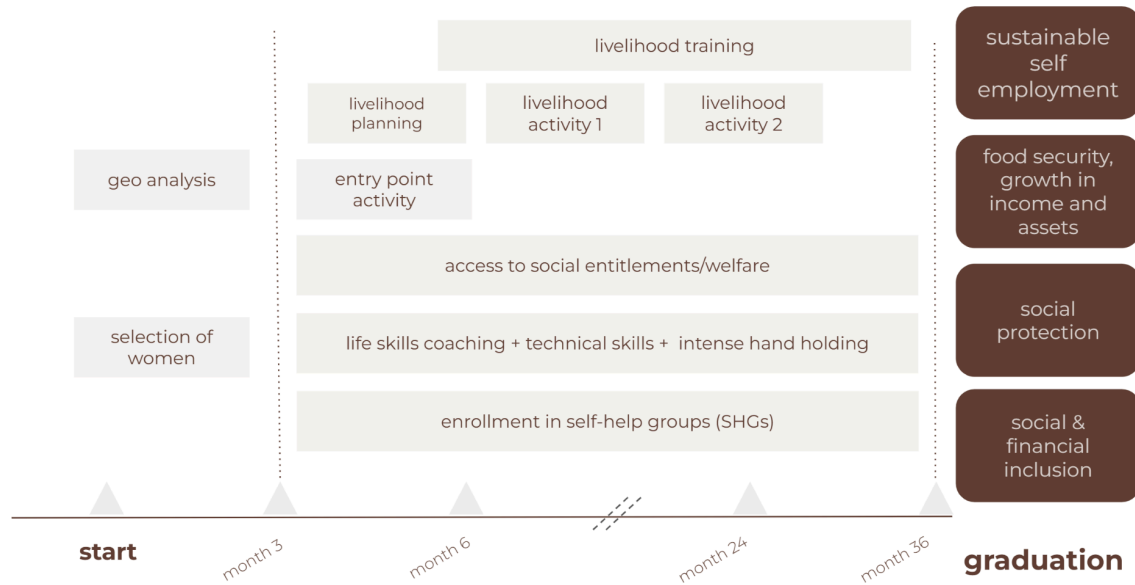 livelihood training
livelihood
planning
livelihood
activity 1
livelihood
activity 2
geo analysis
entry point
activity
access to social entitlements/welfare
selection of
women
life skills coaching + technical skills + intense hand holding
enrollment in self-help groups (SHGs)
sustainable
self
employment
food security,
growth in
income and
assets
social
protection
social &
financial
inclusion
start
month 3
month 6
month 24
month 36
graduation